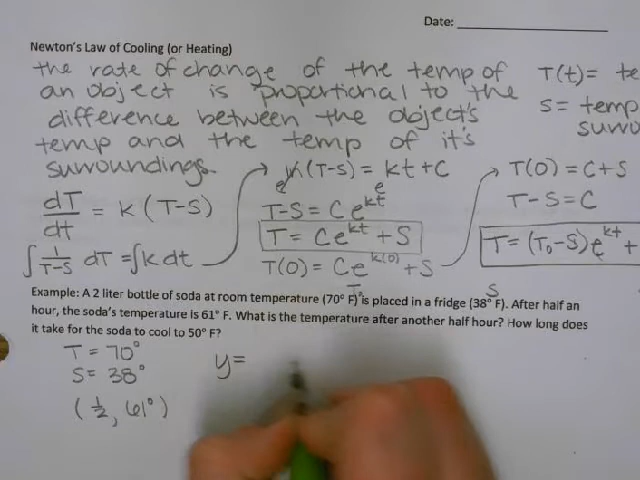 Date:
Newton's Law of Cooling (or Heating)
the rate of change of the temp of
an object is proportional to the
difference between the object's
temp and the temp of it's
surroundings.
T(t) = te
S = temp
surro
dT/dt = k (T-S)
∫ 1/(T-S) dT = ∫k dt
ln(T-S) = kt + C
T-S = Ce^kt
T = Ce^kt + S
T(0) = Ce^k(0) + S
T(0) = C+S
T-S = C
T = (T₀-S)e^kt +
T S
Example: A 2 liter bottle of soda at room temperature (70° F) is placed in a fridge (38° F). After half an
hour, the soda's temperature is 61° F. What is the temperature after another half hour? How long does
it take for the soda to cool to 50° F?
T = 70°
S = 38°
(½, 61°)
y=